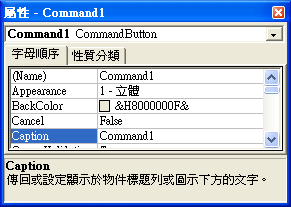 屬性 - Command1
Command1 CommandButton
字母順序 性質分類
(Name) Command1
Appearance 1 - 立體
BackColor &H8000000F&
Cancel False
Caption Command1
Caption
傳回或設定顯示於物件標題列或圖示下方的文字。